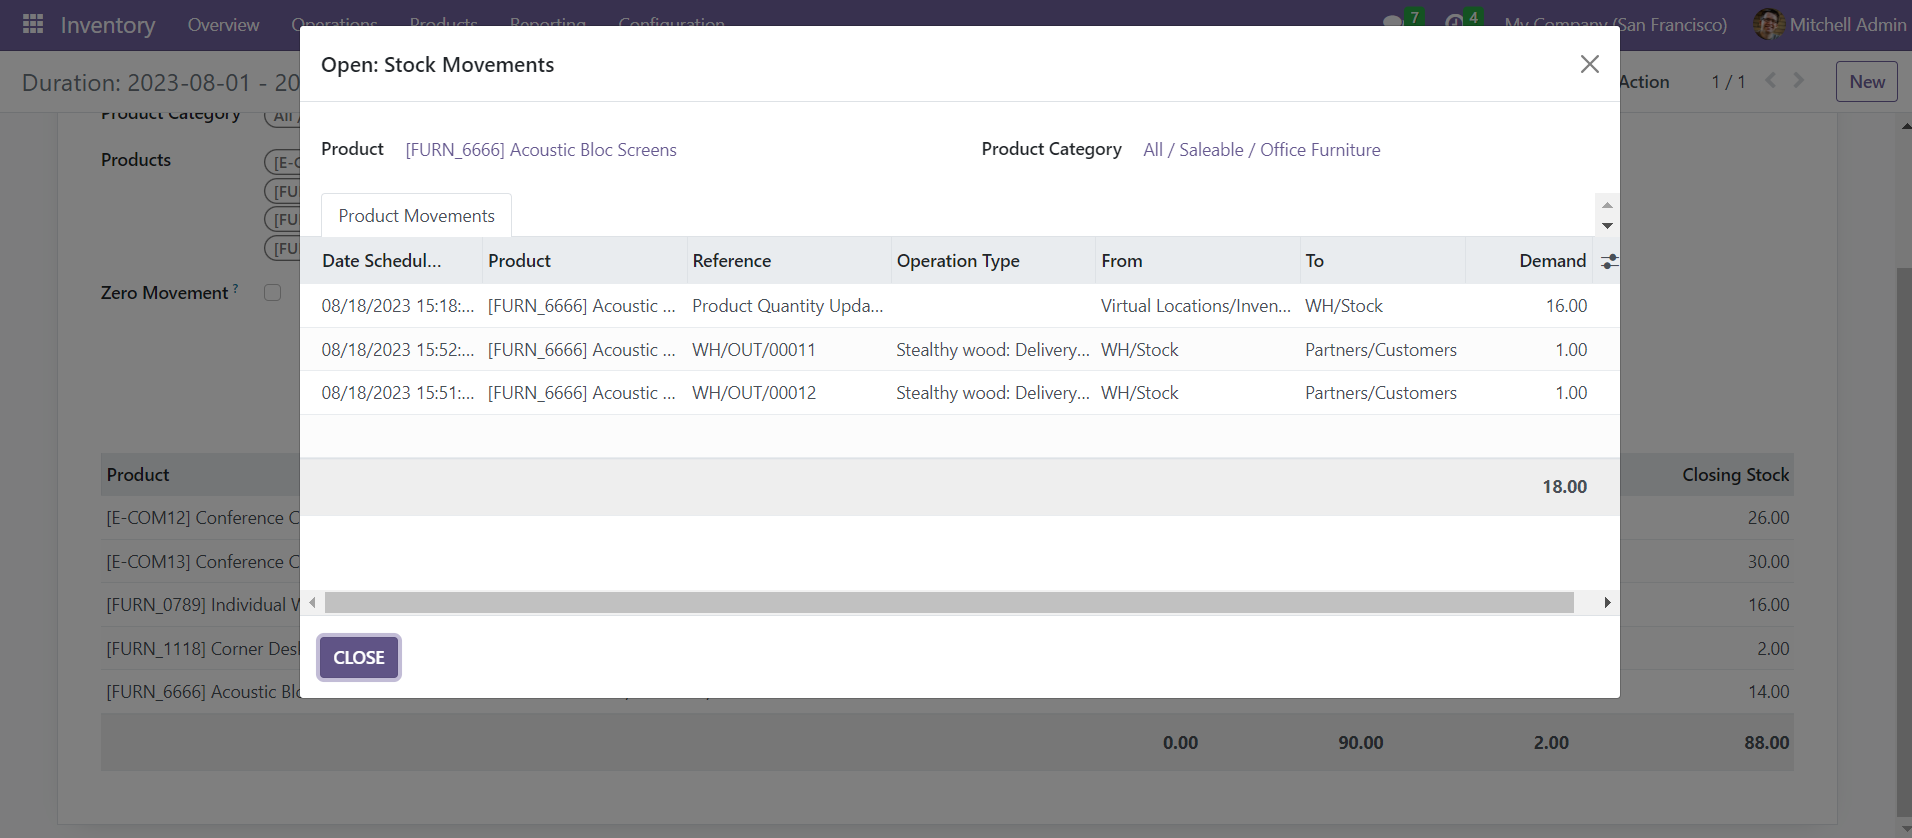 Inventory Overview Operations Products Reporting Configuration 7 4 My Company (San Francisco) Mitchell Admin
Open: Stock Movements
Duration: 2023-08-01 - 20 Action 1 / 1 New
Product Category All /
Product [FURN_6666] Acoustic Bloc Screens Product Category All / Saleable / Office Furniture
Products [E-C
[FU
[FU
[FU
Product Movements
Date Schedul... Product Reference Operation Type From To Demand
Zero Movement ?
08/18/2023 15:18:... [FURN_6666] Acoustic ... Product Quantity Upda... Virtual Locations/Inven... WH/Stock 16.00
08/18/2023 15:52:... [FURN_6666] Acoustic ... WH/OUT/00011 Stealthy wood: Delivery... WH/Stock Partners/Customers 1.00
08/18/2023 15:51:... [FURN_6666] Acoustic ... WH/OUT/00012 Stealthy wood: Delivery... WH/Stock Partners/Customers 1.00
18.00
CLOSE
Product Closing Stock
[E-COM12] Conference C 26.00
[E-COM13] Conference C 30.00
[FURN_0789] Individual W 16.00
[FURN_1118] Corner Desk 2.00
[FURN_6666] Acoustic Blo 14.00
0.00 90.00 2.00 88.00